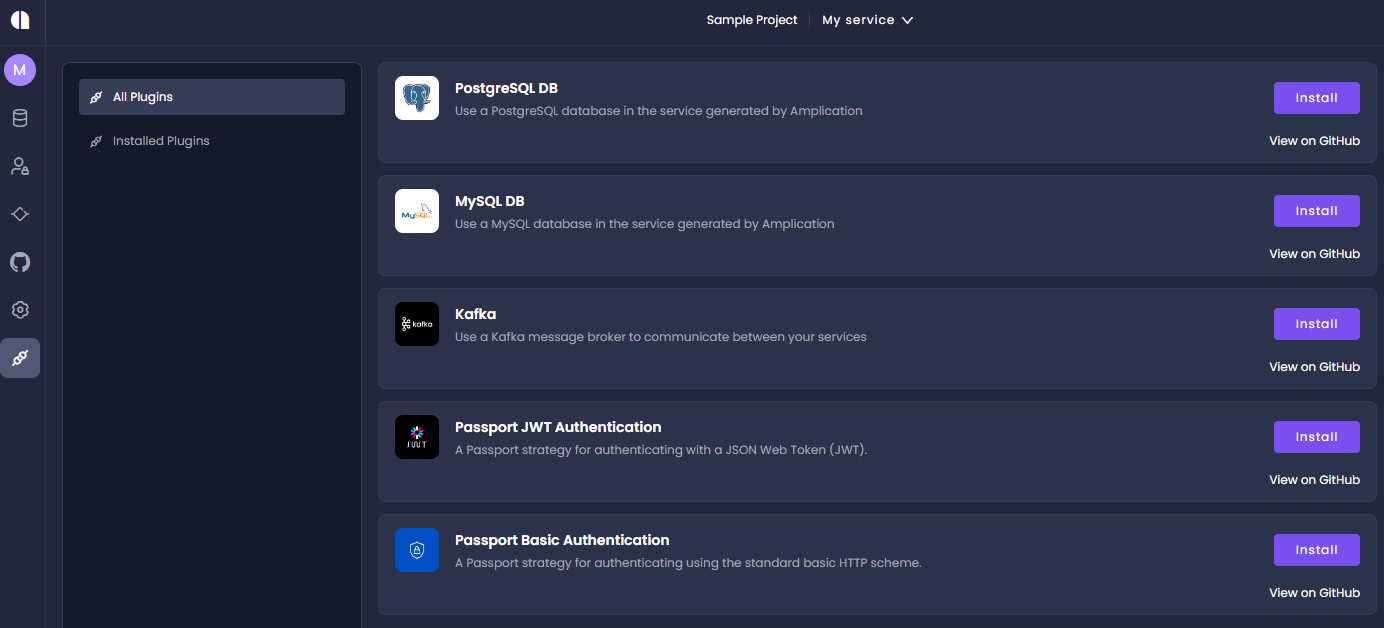 Sample Project
My service
M
All Plugins
Installed Plugins
PostgreSQL DB
Use a PostgreSQL database in the service generated by Amplication
Install
View on GitHub
MySQL
MySQL DB
Use a MySQL database in the service generated by Amplication
Install
View on GitHub
kafka
Kafka
Use a Kafka message broker to communicate between your services
Install
View on GitHub
JWT
Passport JWT Authentication
A Passport strategy for authenticating with a JSON Web Token (JWT).
Install
View on GitHub
Passport Basic Authentication
A Passport strategy for authenticating using the standard basic HTTP scheme.
Install
View on GitHub